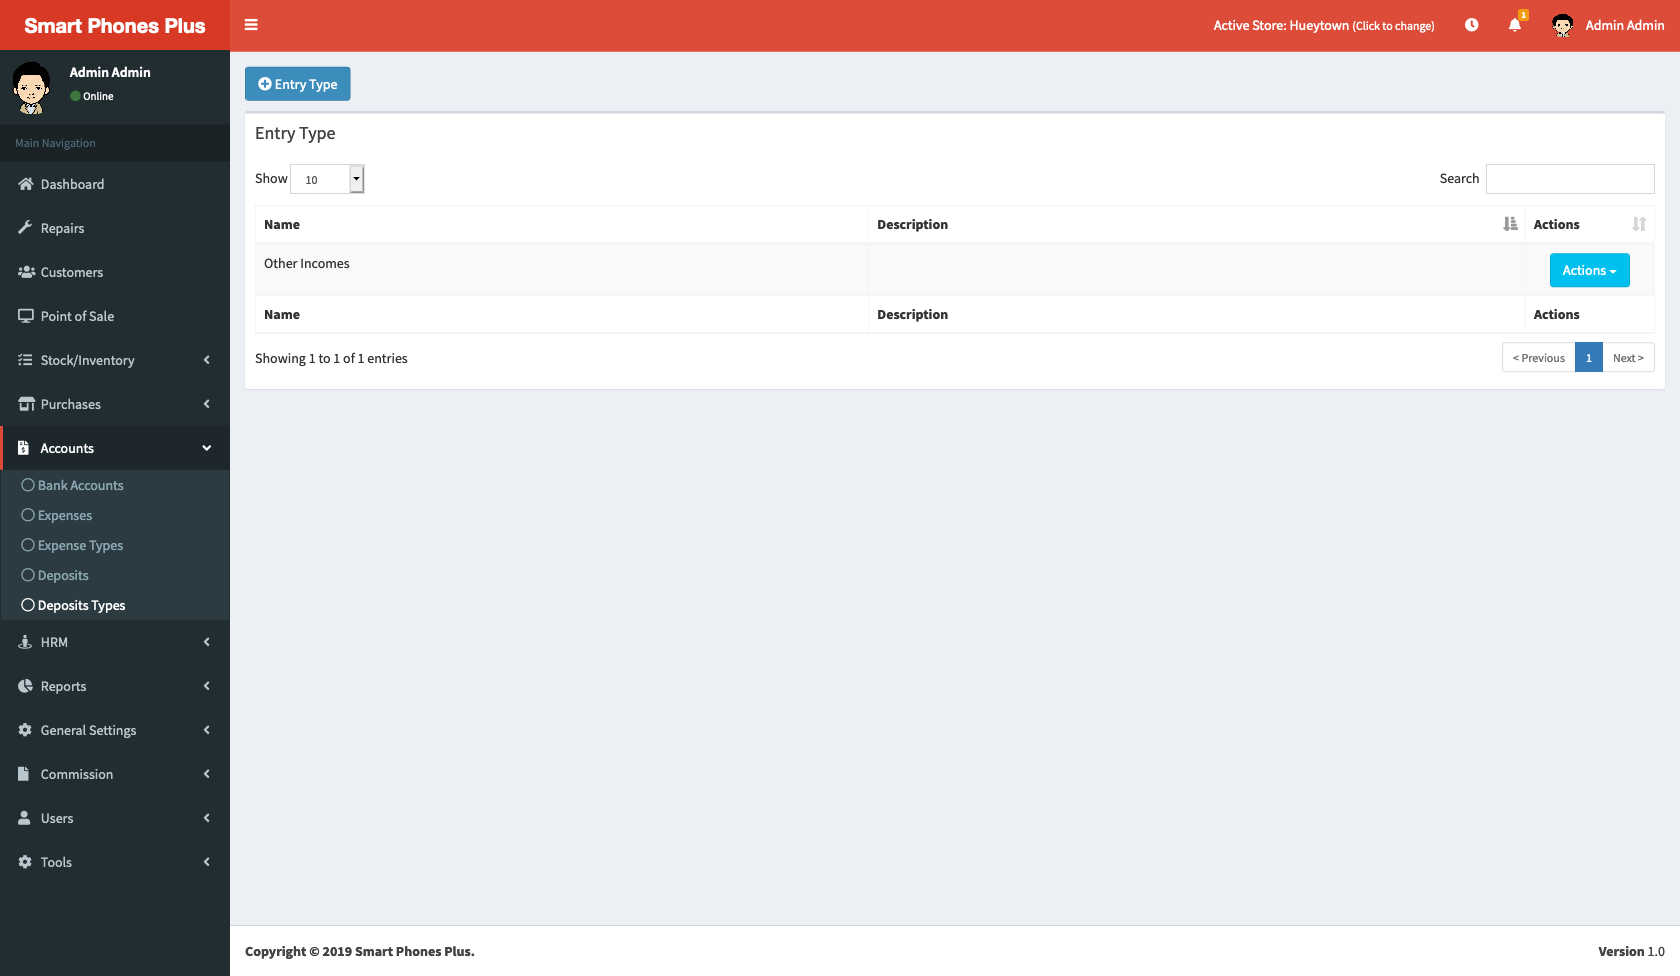 Smart Phones Plus
Active Store: Hueytown (Click to change)
1
Admin Admin
Admin Admin
Online
Main Navigation
Dashboard
Repairs
Customers
Point of Sale
Stock/Inventory
Purchases
Accounts
Bank Accounts
Expenses
Expense Types
Deposits
Deposits Types
HRM
Reports
General Settings
Commission
Users
Tools
Entry Type
Entry Type
Show 10
Search
Name Description Actions
Other Incomes Actions
Name Description Actions
Showing 1 to 1 of 1 entries
< Previous 1 Next >
Copyright © 2019 Smart Phones Plus.
Version 1.0